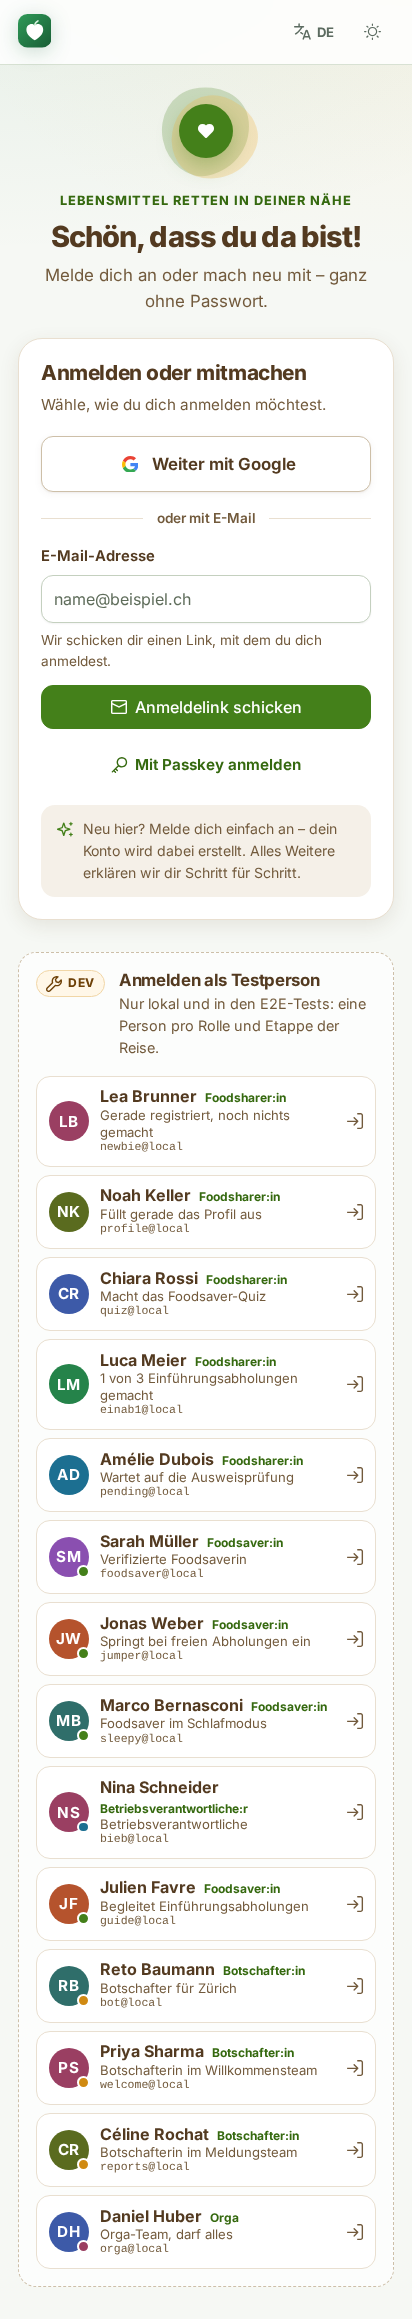 DE
LEBENSMITTEL RETTEN IN DEINER NÄHE
Schön, dass du da bist!
Melde dich an oder mach neu mit – ganz
ohne Passwort.
Anmelden oder mitmachen
Wähle, wie du dich anmelden möchtest.
Weiter mit Google
oder mit E-Mail
E-Mail-Adresse
name@beispiel.ch
Wir schicken dir einen Link, mit dem du dich
anmeldest.
Anmeldelink schicken
Mit Passkey anmelden
Neu hier? Melde dich einfach an – dein
Konto wird dabei erstellt. Alles Weitere
erklären wir dir Schritt für Schritt.
DEV
Anmelden als Testperson
Nur lokal und in den E2E-Tests: eine
Person pro Rolle und Etappe der
Reise.
LB
Lea Brunner Foodsharer:in
Gerade registriert, noch nichts
gemacht
newbie@local
NK
Noah Keller Foodsharer:in
Füllt gerade das Profil aus
profile@local
CR
Chiara Rossi Foodsharer:in
Macht das Foodsaver-Quiz
quiz@local
LM
Luca Meier Foodsharer:in
1 von 3 Einführungsabholungen
gemacht
einab1@local
AD
Amélie Dubois Foodsharer:in
Wartet auf die Ausweisprüfung
pending@local
SM
Sarah Müller Foodsaver:in
Verifizierte Foodsaverin
foodsaver@local
JW
Jonas Weber Foodsaver:in
Springt bei freien Abholungen ein
jumper@local
MB
Marco Bernasconi Foodsaver:in
Foodsaver im Schlafmodus
sleepy@local
NS
Nina Schneider
Betriebsverantwortliche:r
Betriebsverantwortliche
bieb@local
JF
Julien Favre Foodsaver:in
Begleitet Einführungsabholungen
guide@local
RB
Reto Baumann Botschafter:in
Botschafter für Zürich
bot@local
PS
Priya Sharma Botschafter:in
Botschafterin im Willkommensteam
welcome@local
CR
Céline Rochat Botschafter:in
Botschafterin im Meldungsteam
reports@local
DH
Daniel Huber Orga
Orga-Team, darf alles
orga@local